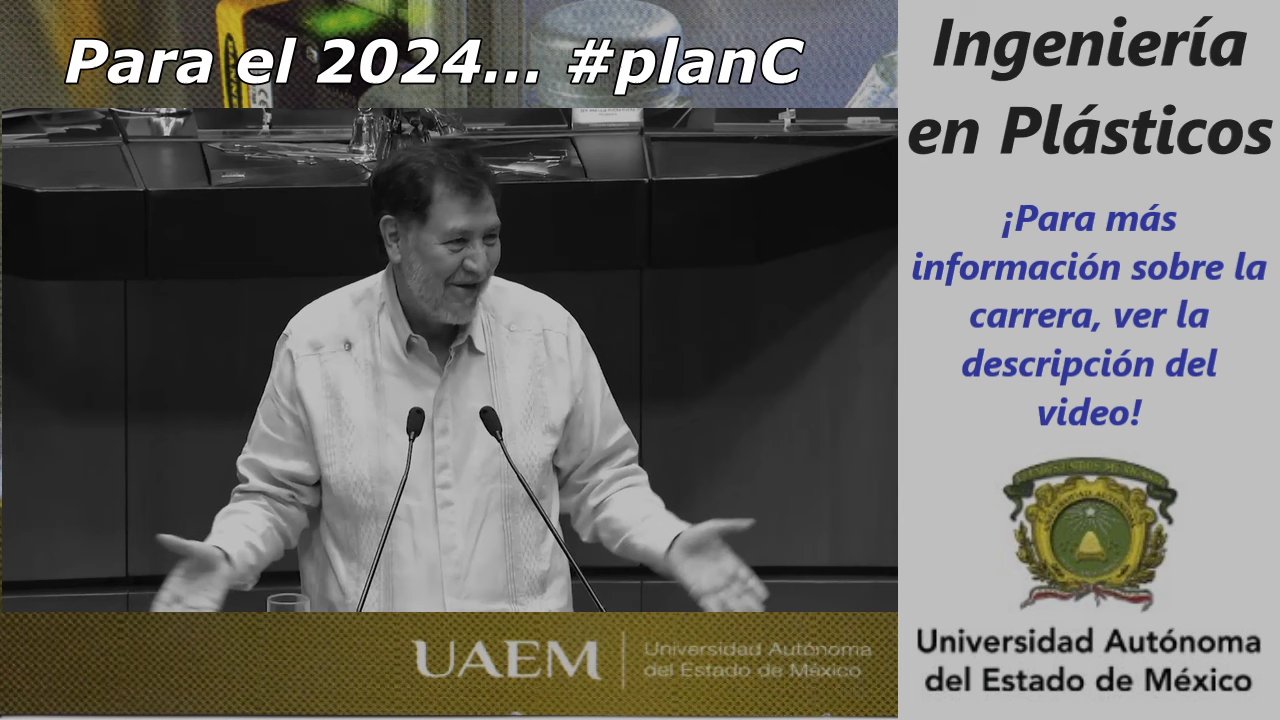 Para el 2024... #planC
Ingeniería
en Plásticos
¡Para más
información sobre la
carrera, ver la
descripción del
video!
UAEM
Universidad Autónoma
del Estado de México
Universidad Autónoma
del Estado de México